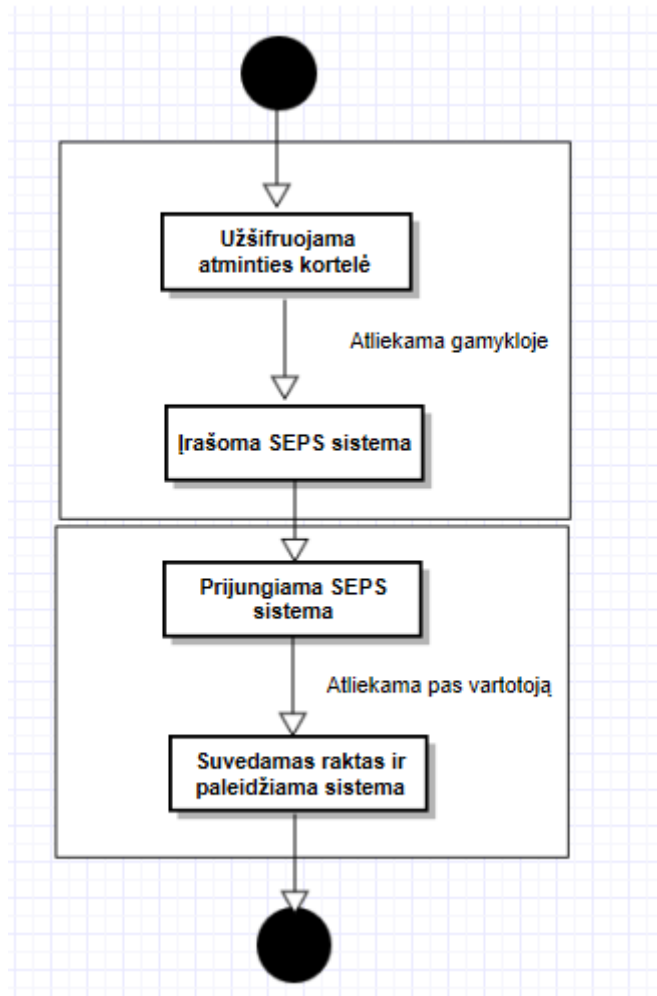 Užšifruojama
atminties kortelė
Atliekama gamykloje
Įrašoma SEPS sistema
Prijungiama SEPS
sistema
Atliekama pas vartotoją
Suvedamas raktas ir
paleidžiama sistema